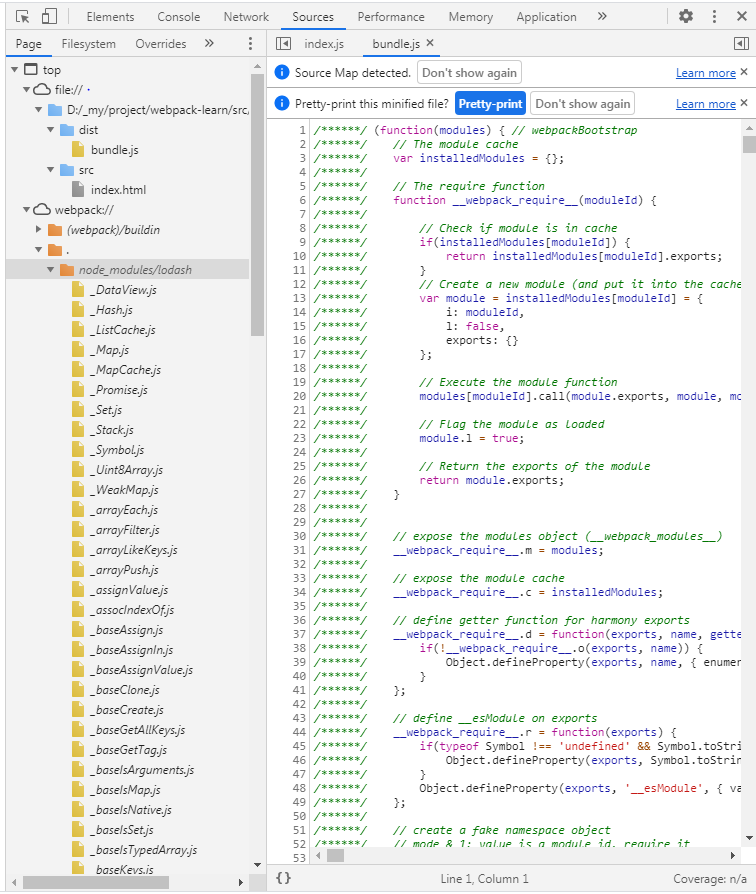 Elements Console Network Sources Performance Memory Application »
Page Filesystem Overrides »
index.js bundle.js
Source Map detected. Don't show again Learn more
Pretty-print this minified file? Pretty-print Don't show again Learn more
top
file://
D:/_my/project/webpack-learn/src,
dist
bundle.js
src
index.html
webpack://
(webpack)/buildin
.
node_modules/lodash
_DataView.js
_Hash.js
_ListCache.js
_Map.js
_MapCache.js
_Promise.js
_Set.js
_Stack.js
_Symbol.js
_Uint8Array.js
_WeakMap.js
_arrayEach.js
_arrayFilter.js
_arrayLikeKeys.js
_arrayPush.js
_assignValue.js
_assocIndexOf.js
_baseAssign.js
_baseAssignIn.js
_baseAssignValue.js
_baseClone.js
_baseCreate.js
_baseGetAllKeys.js
_baseGetTag.js
_baseIsArguments.js
_baseIsMap.js
_baseIsNative.js
_baseIsSet.js
_baseIsTypedArray.js
_baseKeys.js
1 /******/ (function(modules) { // webpackBootstrap
2 /******/ // The module cache
3 /******/ var installedModules = {};
4 /******/
5 /******/ // The require function
6 /******/ function __webpack_require__(moduleId) {
7 /******/
8 /******/ // Check if module is in cache
9 /******/ if(installedModules[moduleId]) {
10 /******/ return installedModules[moduleId].exports;
11 /******/ }
12 /******/ // Create a new module (and put it into the cache
13 /******/ var module = installedModules[moduleId] = {
14 /******/ i: moduleId,
15 /******/ l: false,
16 /******/ exports: {}
17 /******/ };
18 /******/
19 /******/ // Execute the module function
20 /******/ modules[moduleId].call(module.exports, module, mo
21 /******/
22 /******/ // Flag the module as loaded
23 /******/ module.l = true;
24 /******/
25 /******/ // Return the exports of the module
26 /******/ return module.exports;
27 /******/ }
28 /******/
29 /******/
30 /******/ // expose the modules object (__webpack_modules__)
31 /******/ __webpack_require__.m = modules;
32 /******/
33 /******/ // expose the module cache
34 /******/ __webpack_require__.c = installedModules;
35 /******/
36 /******/ // define getter function for harmony exports
37 /******/ __webpack_require__.d = function(exports, name, gette
38 /******/ if(!__webpack_require__.o(exports, name)) {
39 /******/ Object.defineProperty(exports, name, { enumen
40 /******/ }
41 /******/ };
42 /******/
43 /******/ // define __esModule on exports
44 /******/ __webpack_require__.r = function(exports) {
45 /******/ if(typeof Symbol !== 'undefined' && Symbol.toStrin
46 /******/ Object.defineProperty(exports, Symbol.toStrin
47 /******/ }
48 /******/ Object.defineProperty(exports, '__esModule', { va
49 /******/ };
50 /******/
51 /******/ // create a fake namespace object
52 /******/ // mode & 1: value is a module id, require it
53
{} Line 1, Column 1 Coverage: n/a